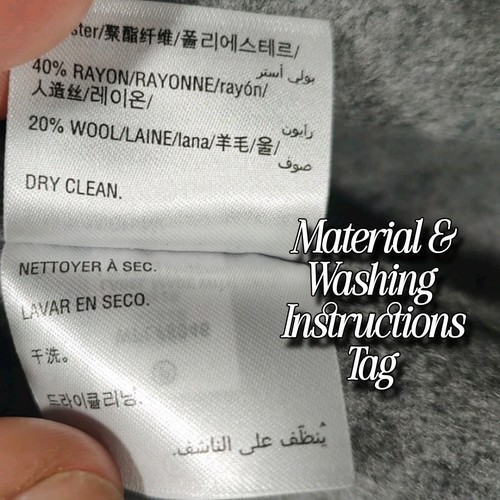 ster/聚酯纤维/폴리에스테르/
بولي أستر
40% RAYON/RAYONNE/rayón/
人造丝/레이온/
رايون
20% WOOL/LAINE/lana/羊毛/울/
صوف
DRY CLEAN.
NETTOYER À SEC.
LAVAR EN SECO.
干洗。
드라이클리닝.
يُنظّف على الناشف.
Material &
Washing
Instructions
Tag